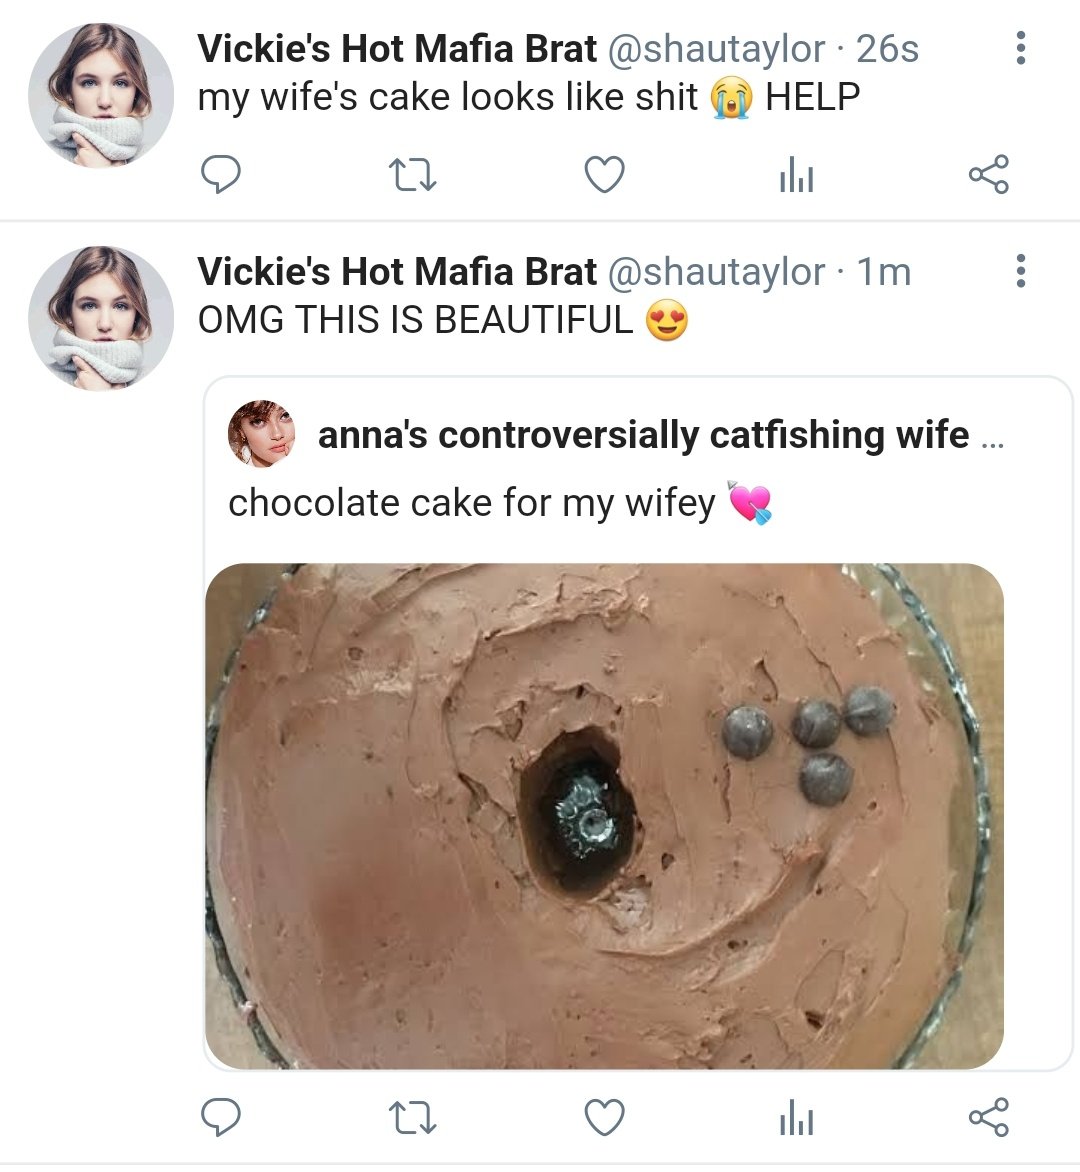 Vickie's Hot Mafia Brat @shautaylor · 26s
my wife's cake looks like shit 😭 HELP
Vickie's Hot Mafia Brat @shautaylor · 1m
OMG THIS IS BEAUTIFUL 😍
anna's controversially catfishing wife ...
chocolate cake for my wifey 💘